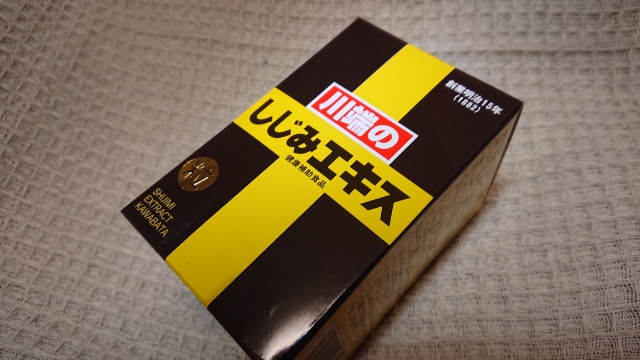 創業明治15年
(1882)
川端の
しじみエキス
健康補助食品
SHIJIMI
EXTRACT
KAWABATA